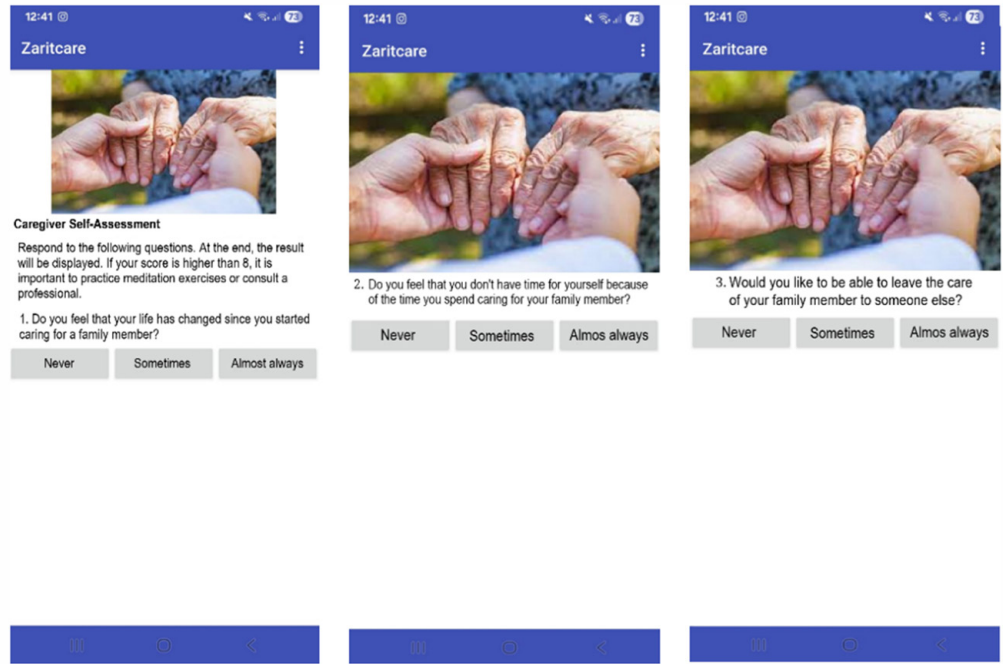 12:41
73
Zaritcare
Caregiver Self-Assessment
Respond to the following questions. At the end, the result
will be displayed. If your score is higher than 8, it is
important to practice meditation exercises or consult a
professional.
1. Do you feel that your life has changed since you started
caring for a family member?
Never Sometimes Almost always
12:41
73
Zaritcare
2. Do you feel that you don't have time for yourself because
of the time you spend caring for your family member?
Never Sometimes Almos always
12:41
73
Zaritcare
3. Would you like to be able to leave the care
of your family member to someone else?
Never Sometimes Almos always